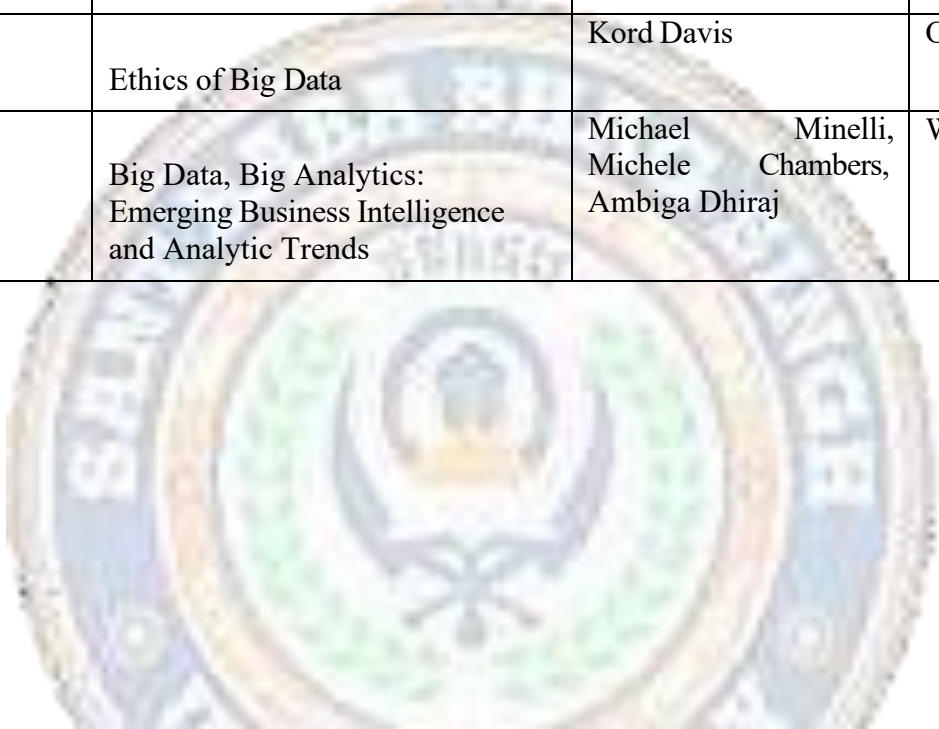 Kord Davis
Ethics of Big Data
Michael Minelli,
Michele Chambers,
Ambiga Dhiraj
Big Data, Big Analytics:
Emerging Business Intelligence
and Analytic Trends